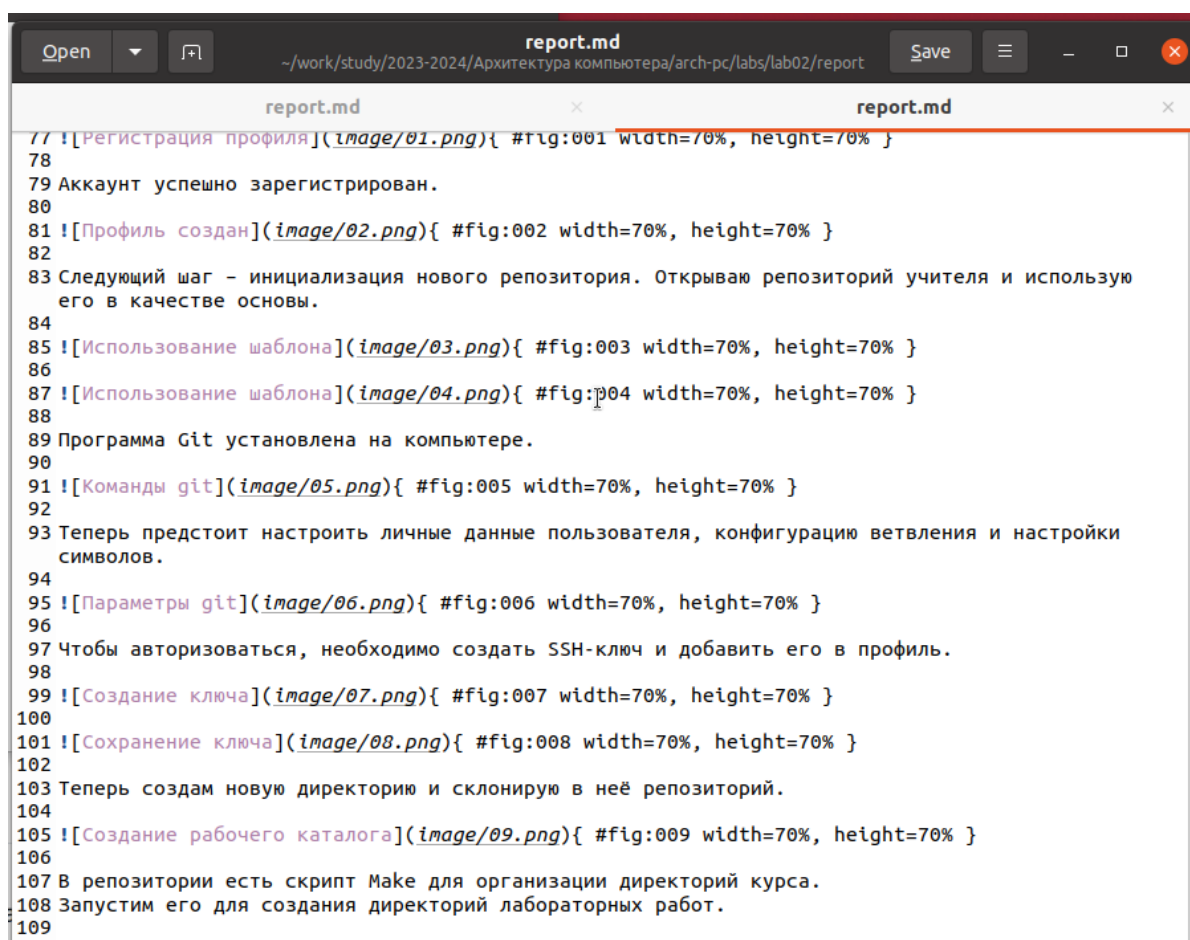 Open
report.md
~/work/study/2023-2024/Архитектура компьютера/arch-pc/labs/lab02/report
Save
report.md
report.md
77 ![Регистрация профиля](image/01.png){ #fig:001 width=70%, height=70% }
78
79 Аккаунт успешно зарегистрирован.
80
81 ![Профиль создан](image/02.png){ #fig:002 width=70%, height=70% }
82
83 Следующий шаг – инициализация нового репозитория. Открываю репозиторий учителя и использую
его в качестве основы.
84
85 ![Использование шаблона](image/03.png){ #fig:003 width=70%, height=70% }
86
87 ![Использование шаблона](image/04.png){ #fig:004 width=70%, height=70% }
88
89 Программа Git установлена на компьютере.
90
91 ![Команды git](image/05.png){ #fig:005 width=70%, height=70% }
92
93 Теперь предстоит настроить личные данные пользователя, конфигурацию ветвления и настройки
символов.
94
95 ![Параметры git](image/06.png){ #fig:006 width=70%, height=70% }
96
97 Чтобы авторизоваться, необходимо создать SSH-ключ и добавить его в профиль.
98
99 ![Создание ключа](image/07.png){ #fig:007 width=70%, height=70% }
100
101 ![Сохранение ключа](image/08.png){ #fig:008 width=70%, height=70% }
102
103 Теперь создам новую директорию и склонирую в неё репозиторий.
104
105 ![Создание рабочего каталога](image/09.png){ #fig:009 width=70%, height=70% }
106
107 В репозитории есть скрипт Make для организации директорий курса.
108 Запустим его для создания директорий лабораторных работ.
109